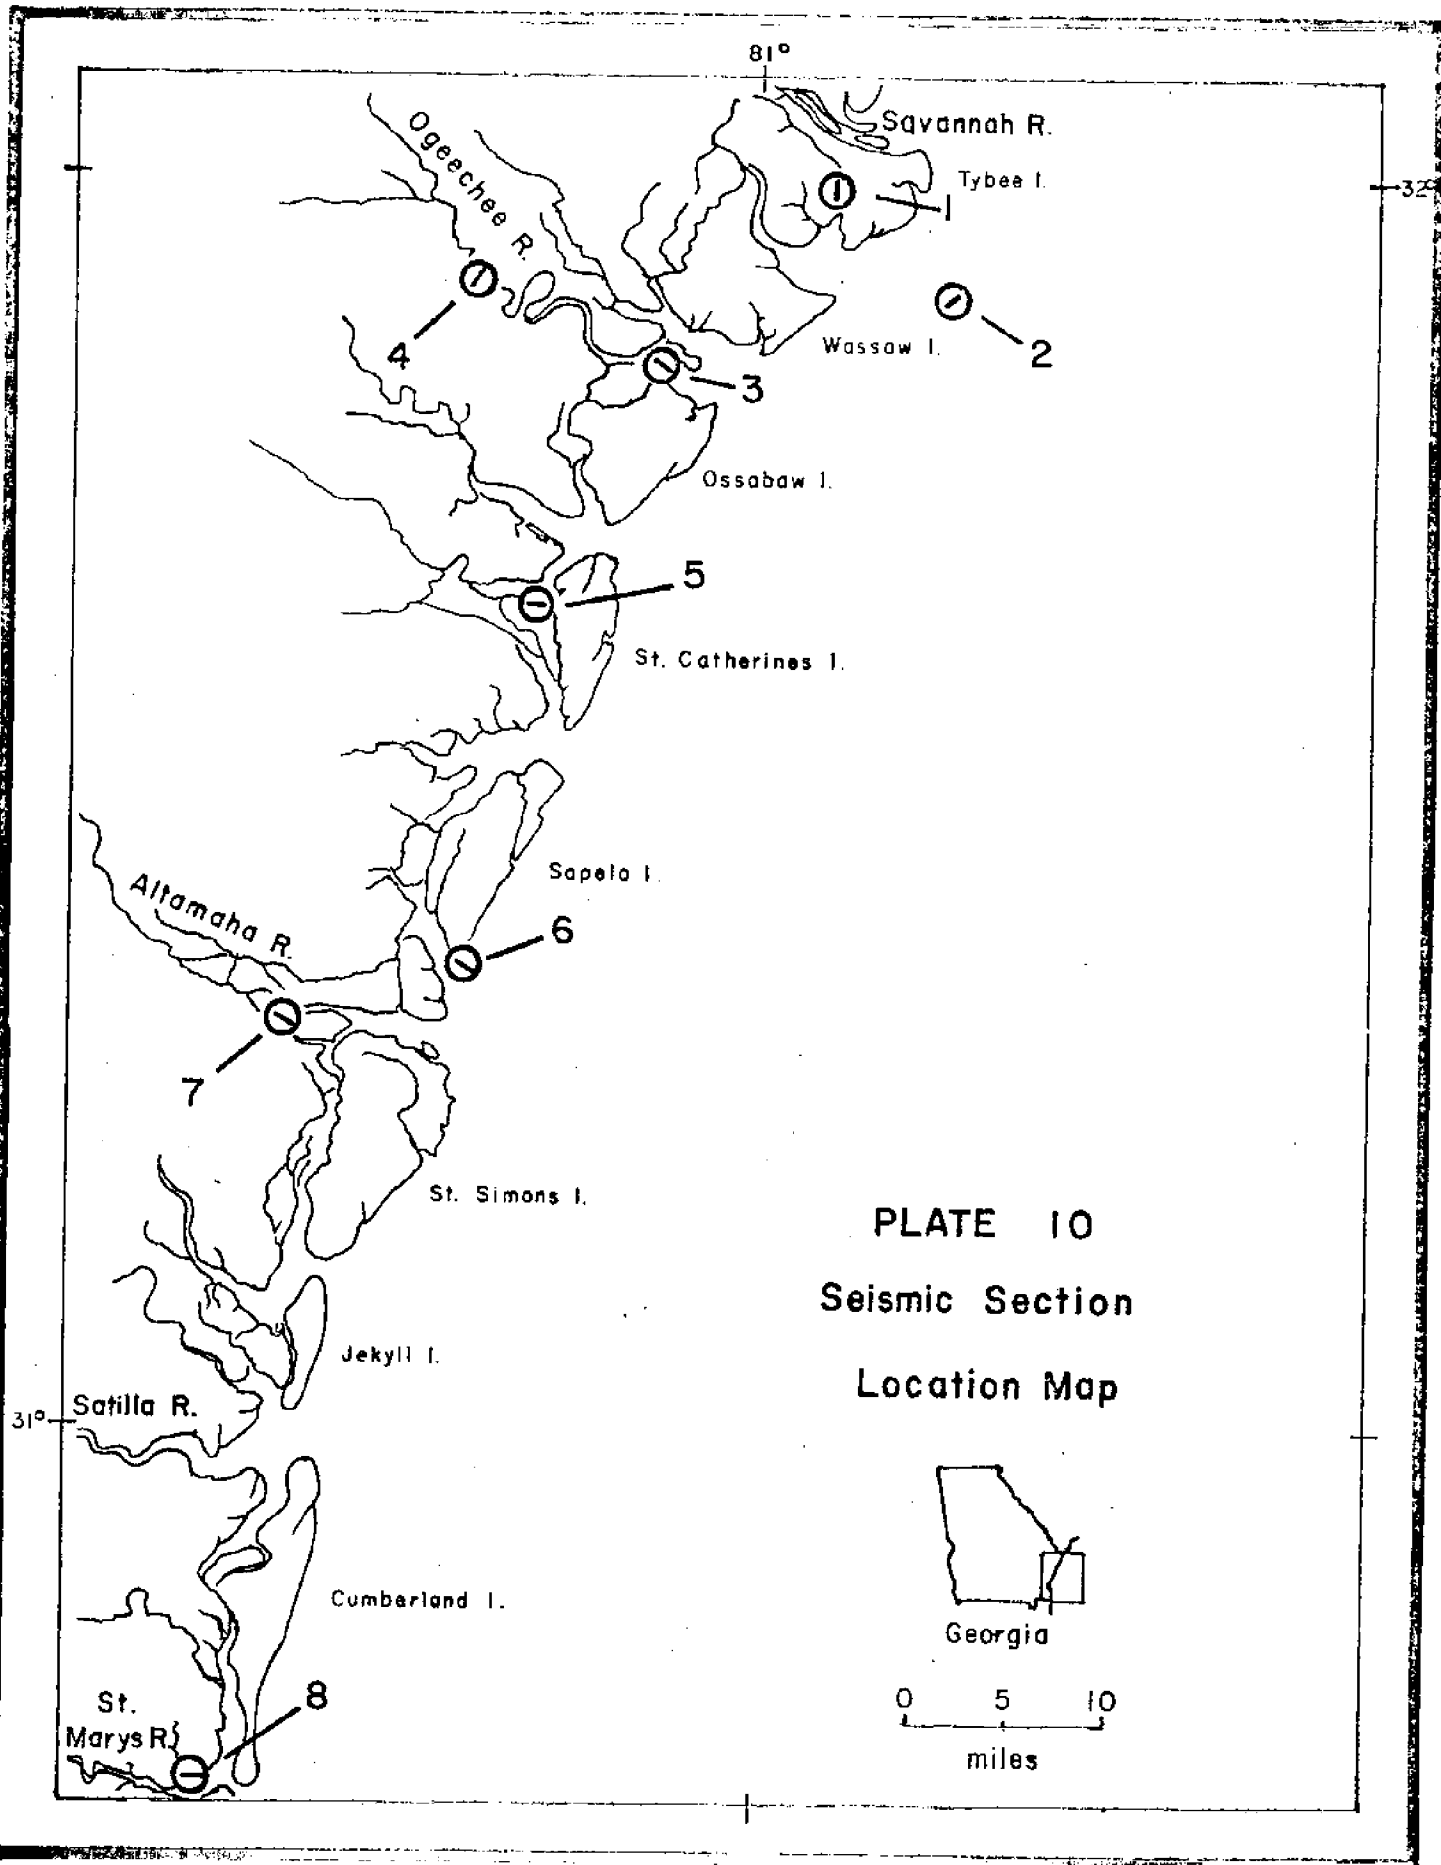 81°
Savannah R.
Ogeechee R.
Tybee I.
32°
1
4
2
Wassaw I.
3
Ossabaw I.
5
St. Catherines I.
Sapelo I.
Altamaha R.
6
7
St. Simons I.
PLATE 10
Seismic Section
Location Map
Jekyll I.
Satilla R.
31°
Cumberland I.
Georgia
8
St.
Marys R.
0 5 10
miles